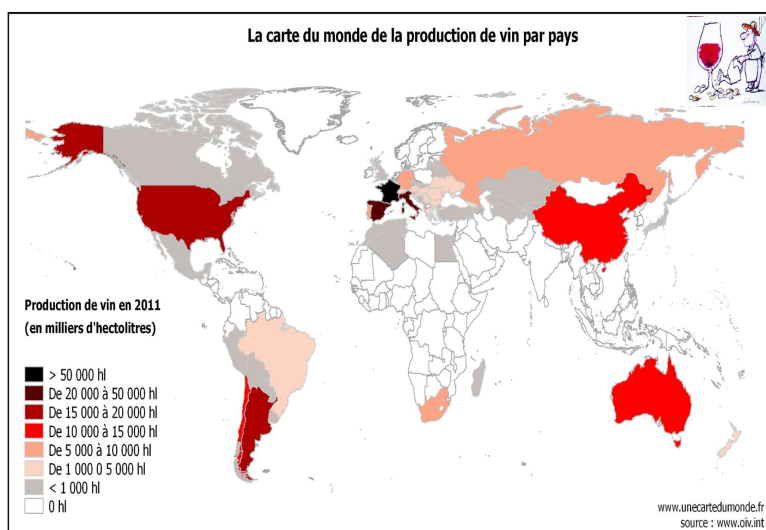 La carte du monde de la production de vin par pays
Production de vin en 2011
(en milliers d'hectolitres)
> 50 000 hl
De 20 000 à 50 000 hl
De 15 000 à 20 000 hl
De 10 000 à 15 000 hl
De 5 000 à 10 000 hl
De 1 000 0 5 000 hl
< 1 000 hl
0 hl
www.unecartedumonde.fr
source : www.oiv.int